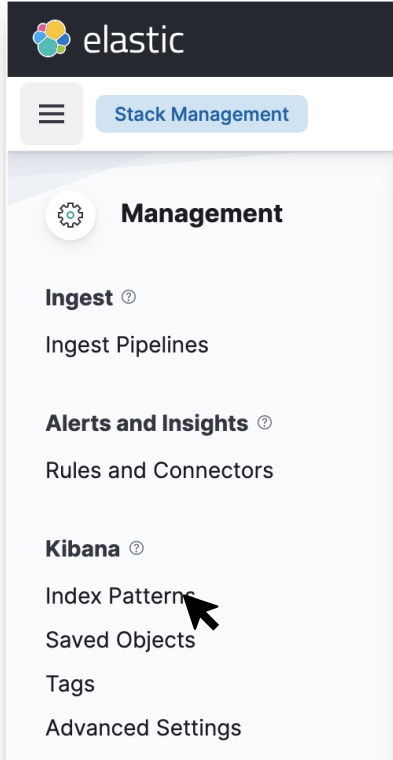 elastic
Stack Management
Management
Ingest
Ingest Pipelines
Alerts and Insights
Rules and Connectors
Kibana
Index Patterns
Saved Objects
Tags
Advanced Settings